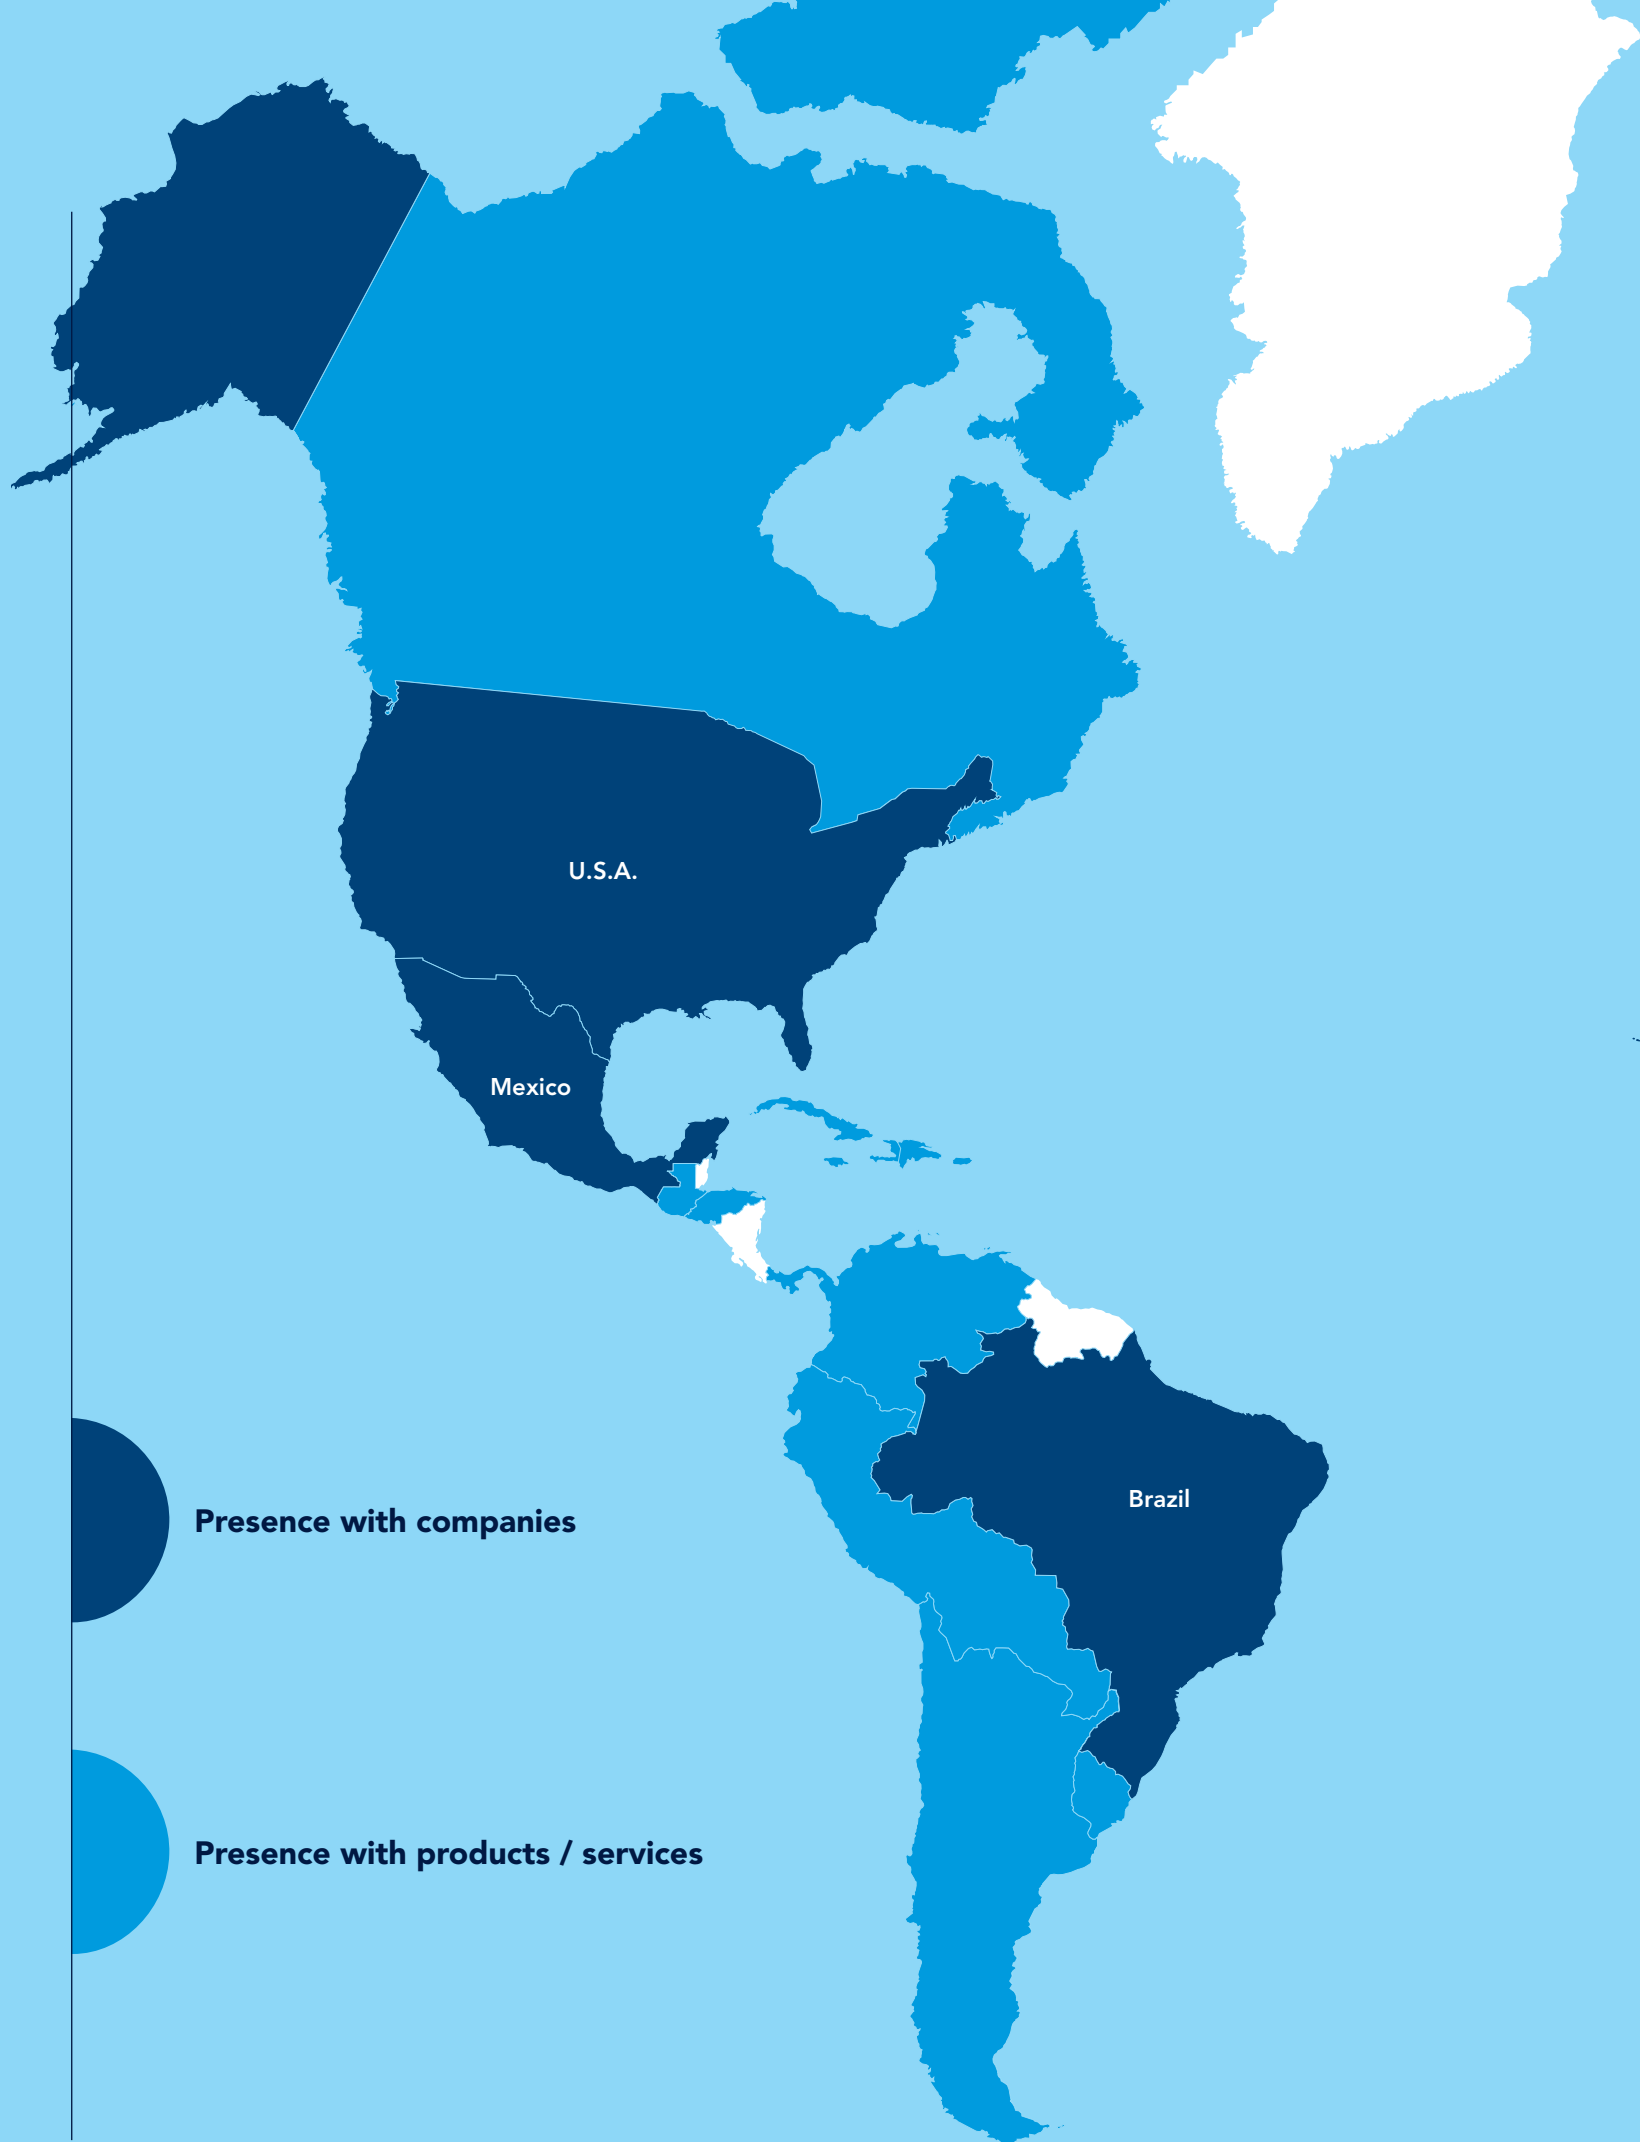 U.S.A.
Mexico
Brazil
Presence with companies
Presence with products / services